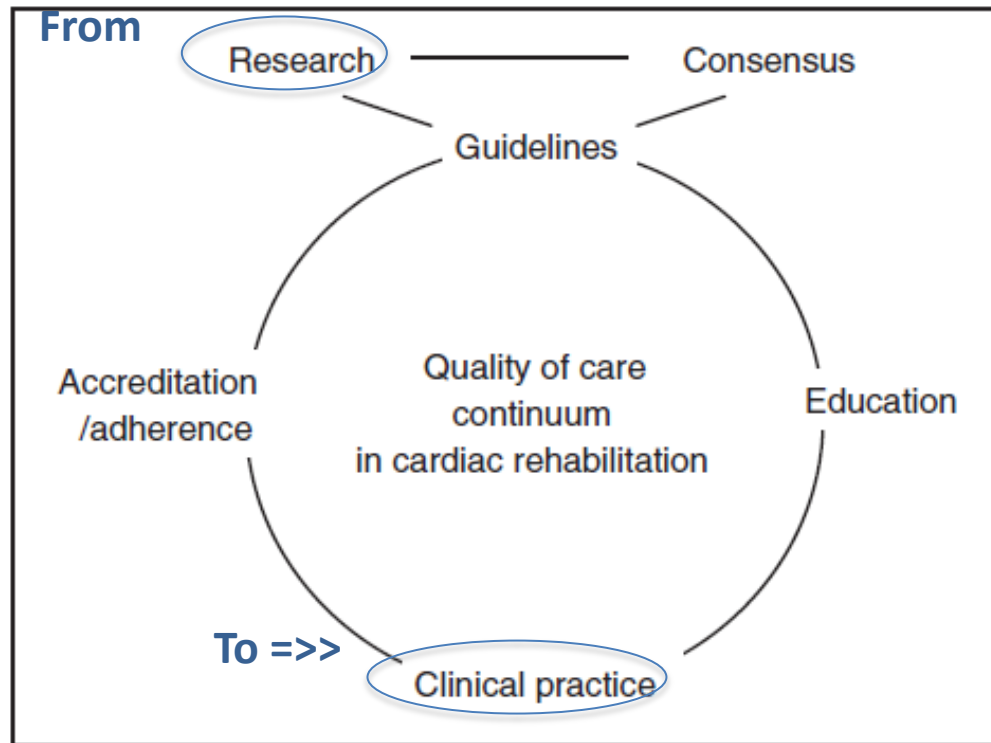 From
Research
Consensus
Guidelines
Accreditation
/adherence
Quality of care
continuum
in cardiac rehabilitation
Education
To =>>
Clinical practice